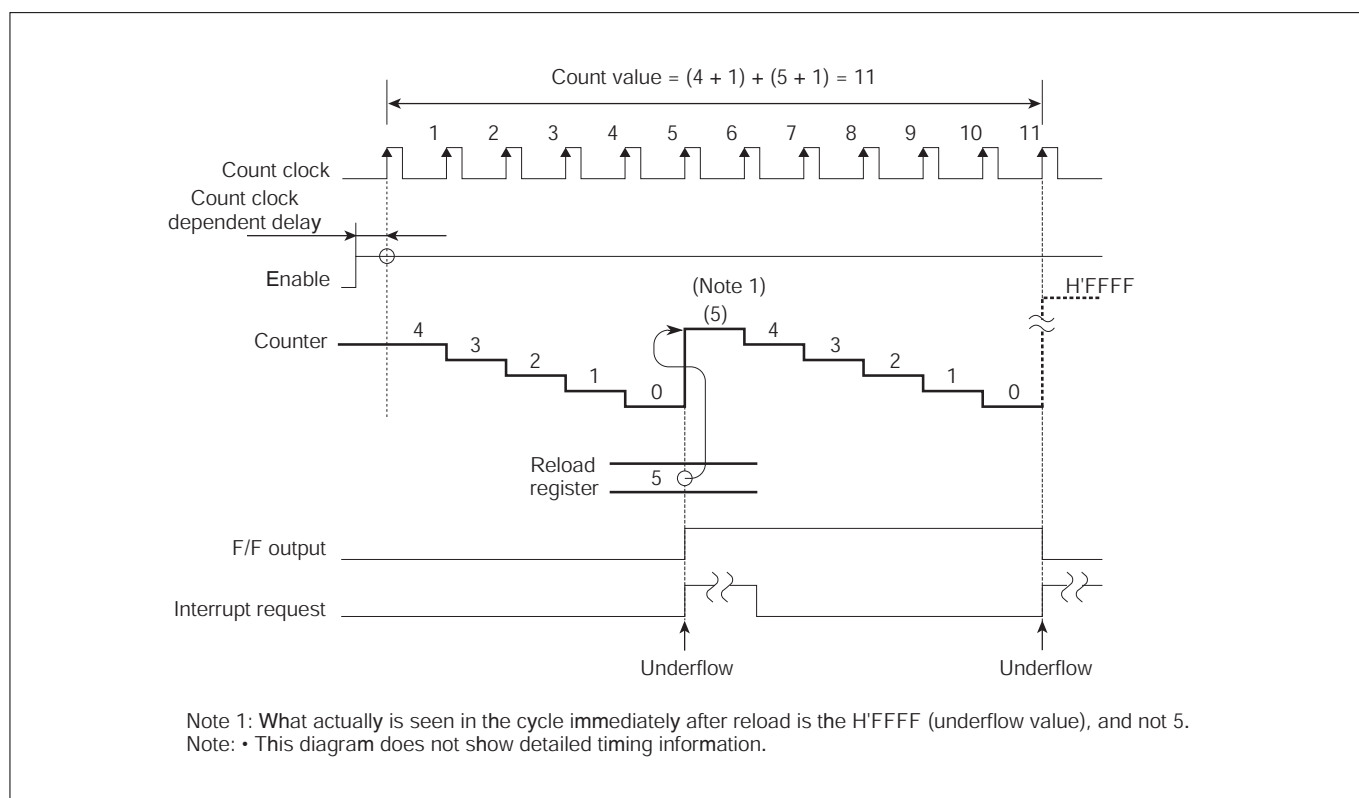 Count value = (4 + 1) + (5 + 1) = 11
1 2 3 4 5 6 7 8 9 10 11
Count clock
Count clock
dependent delay
Enable
(Note 1)
H'FFFF
(5)
Counter
4 3 2 1 0 4 3 2 1 0
Reload
register
5
F/F output
Interrupt request
Underflow Underflow
Note 1: What actually is seen in the cycle immediately after reload is the H'FFFF (underflow value), and not 5.
Note: • This diagram does not show detailed timing information.